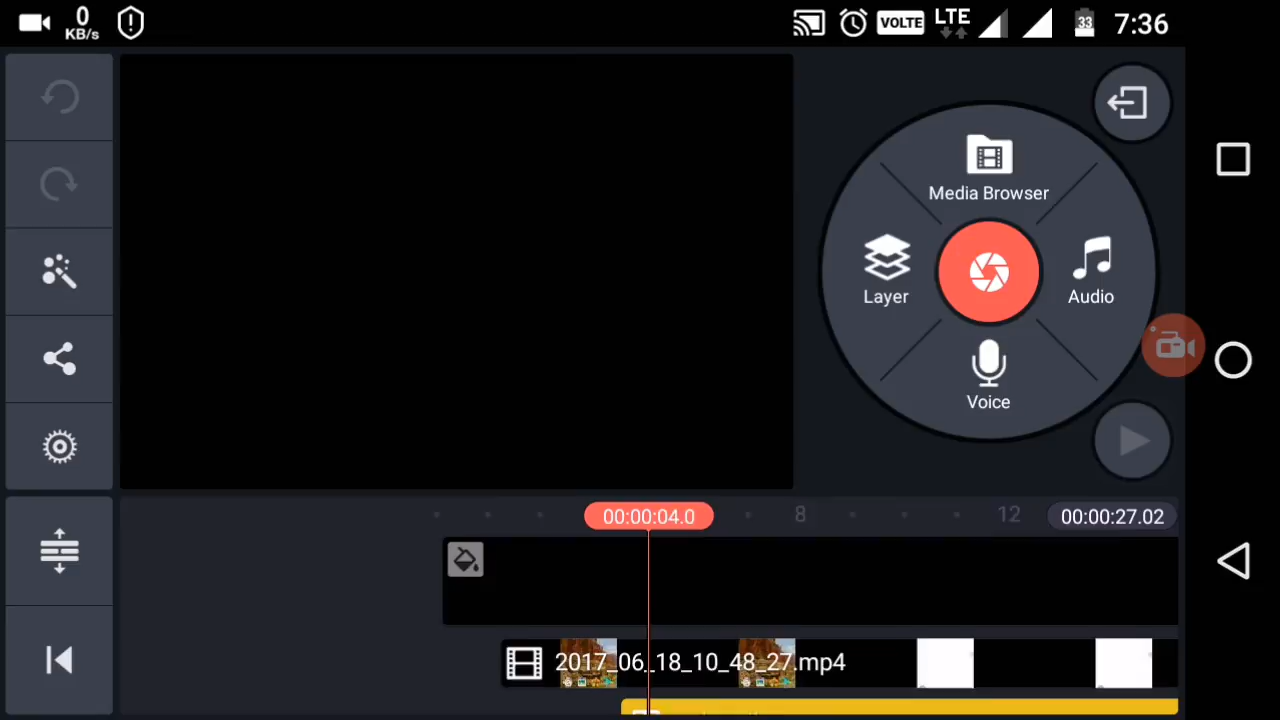 0
KB/s
VOLTE
LTE
33
7:36
Media Browser
Layer
Audio
Voice
00:00:04.0
8
12
00:00:27.02
2017_06_18_10_48_27.mp4